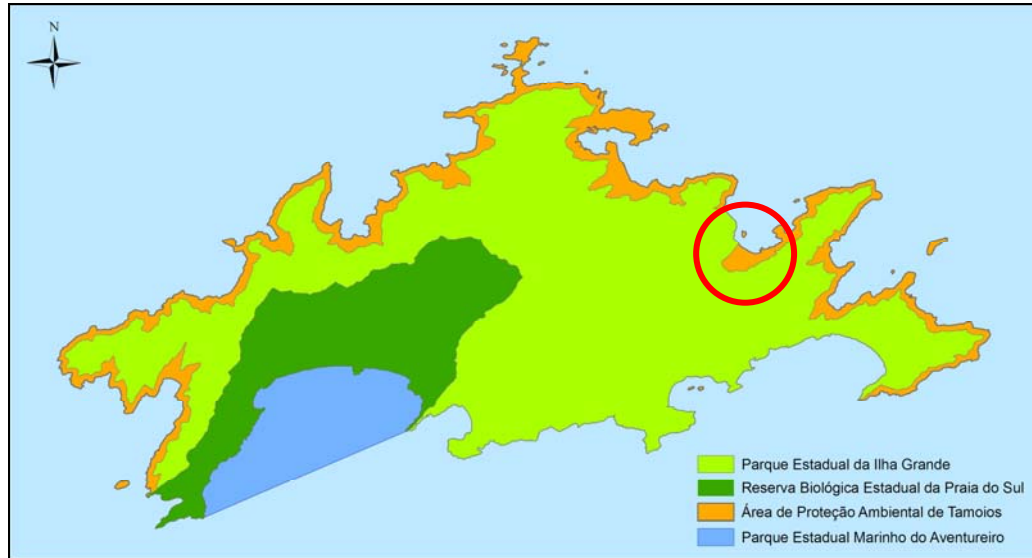 N
Parque Estadual da Ilha Grande
Reserva Biológica Estadual da Praia do Sul
Área de Proteção Ambiental de Tamoios
Parque Estadual Marinho do Aventureiro